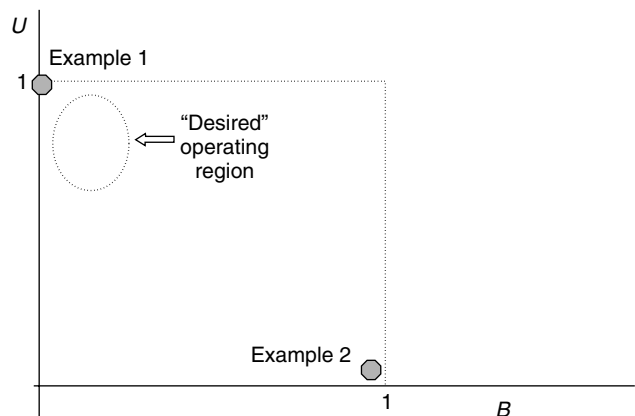 U
Example 1
1
“Desired”
operating
region
Example 2
1
B